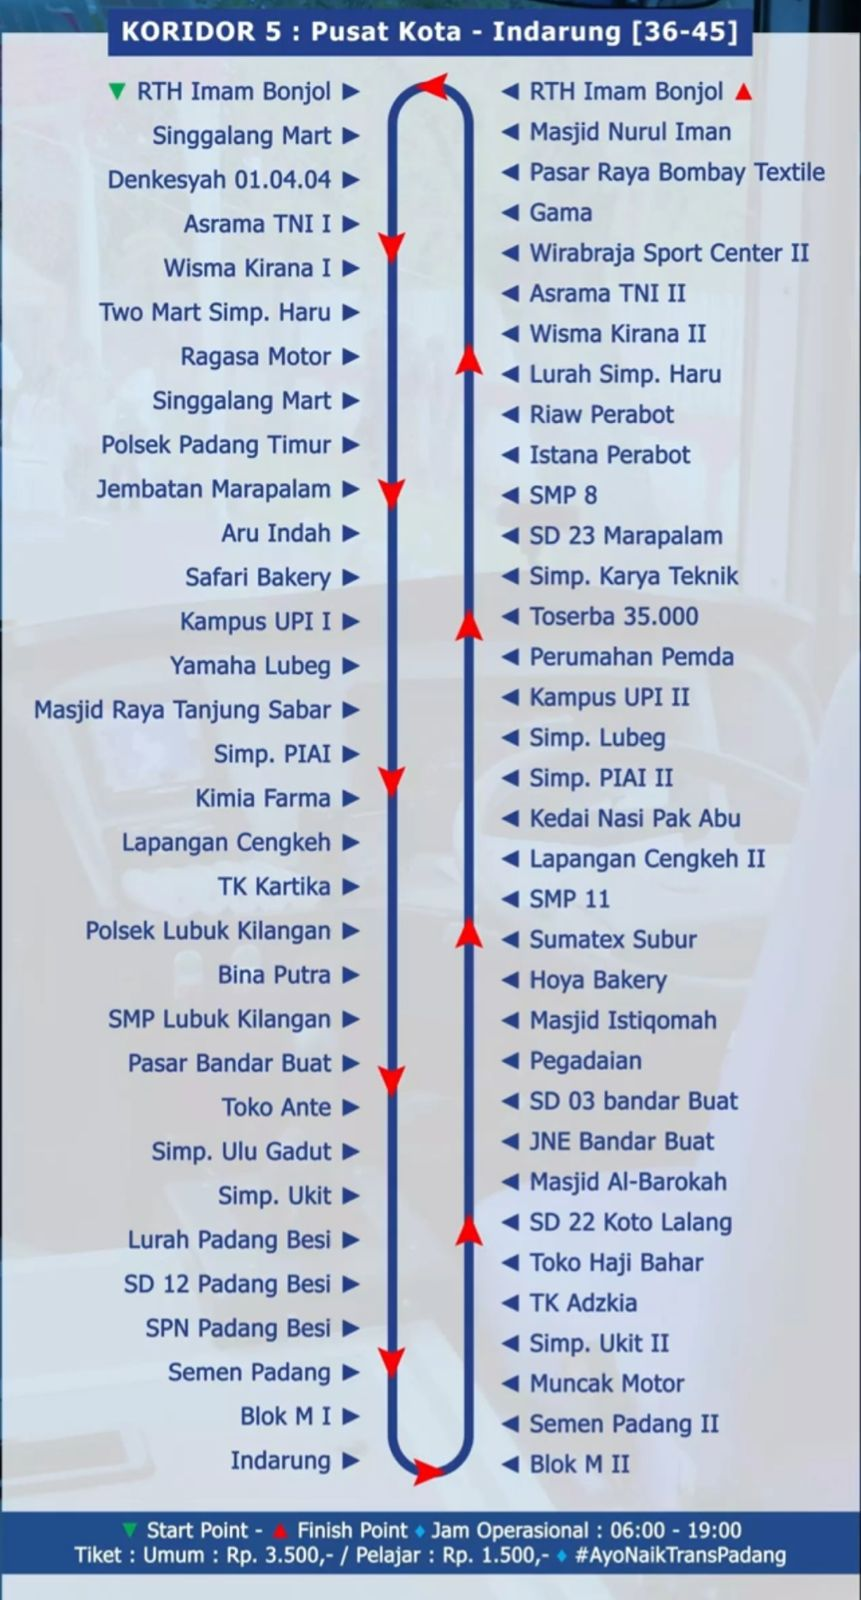 KORIDOR 5 : Pusat Kota - Indarung [36-45]
RTH Imam Bonjol
Singgalang Mart
Denkesyah 01.04.04
Asrama TNI I
Wisma Kirana I
Two Mart Simp. Haru
Ragasa Motor
Singgalang Mart
Polsek Padang Timur
Jembatan Marapalam
Aru Indah
Safari Bakery
Kampus UPI I
Yamaha Lubeg
Masjid Raya Tanjung Sabar
Simp. PIAI
Kimia Farma
Lapangan Cengkeh
TK Kartika
Polsek Lubuk Kilangan
Bina Putra
SMP Lubuk Kilangan
Pasar Bandar Buat
Toko Ante
Simp. Ulu Gadut
Simp. Ukit
Lurah Padang Besi
SD 12 Padang Besi
SPN Padang Besi
Semen Padang
Blok M I
Indarung
RTH Imam Bonjol
Masjid Nurul Iman
Pasar Raya Bombay Textile
Gama
Wirabraja Sport Center II
Asrama TNI II
Wisma Kirana II
Lurah Simp. Haru
Riaw Perabot
Istana Perabot
SMP 8
SD 23 Marapalam
Simp. Karya Teknik
Toserba 35.000
Perumahan Pemda
Kampus UPI II
Simp. Lubeg
Simp. PIAI II
Kedai Nasi Pak Abu
Lapangan Cengkeh II
SMP 11
Sumatex Subur
Hoya Bakery
Masjid Istiqomah
Pegadaian
SD 03 bandar Buat
JNE Bandar Buat
Masjid Al-Barokah
SD 22 Koto Lalang
Toko Haji Bahar
TK Adzkia
Simp. Ukit II
Muncak Motor
Semen Padang II
Blok M II
Start Point - Finish Point Jam Operasional : 06:00 - 19:00
Tiket : Umum : Rp. 3.500,- / Pelajar : Rp. 1.500,- #AyoNaikTransPadang